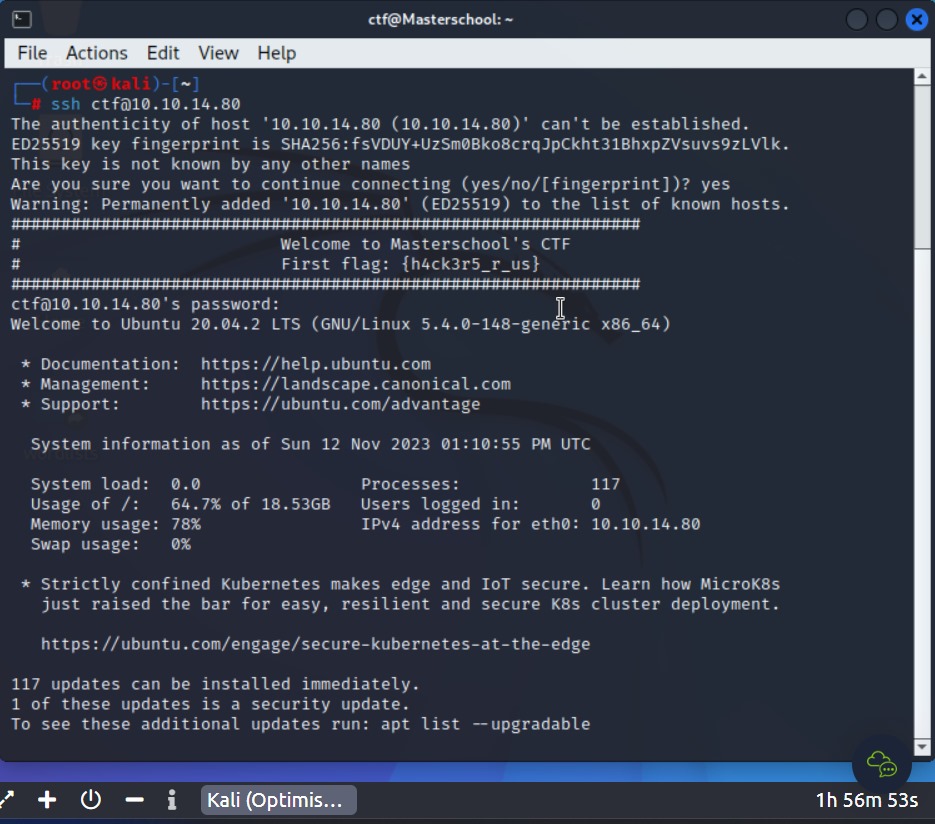 ctf@Masterschool: ~
File Actions Edit View Help
┌──(root㉿kali)-[~]
└─# ssh ctf@10.10.14.80
The authenticity of host '10.10.14.80 (10.10.14.80)' can't be established.
ED25519 key fingerprint is SHA256:fsVDUY+UzSm0Bko8crqJpCkht31BhxpZVsuvs9zLVlk.
This key is not known by any other names
Are you sure you want to continue connecting (yes/no/[fingerprint])? yes
Warning: Permanently added '10.10.14.80' (ED25519) to the list of known hosts.
###############################################################
# Welcome to Masterschool's CTF
# First flag: {h4ck3r5_r_us}
###############################################################
ctf@10.10.14.80's password:
Welcome to Ubuntu 20.04.2 LTS (GNU/Linux 5.4.0-148-generic x86_64)
* Documentation: https://help.ubuntu.com
* Management: https://landscape.canonical.com
* Support: https://ubuntu.com/advantage
System information as of Sun 12 Nov 2023 01:10:55 PM UTC
System load: 0.0 Processes: 117
Usage of /: 64.7% of 18.53GB Users logged in: 0
Memory usage: 78% IPv4 address for eth0: 10.10.14.80
Swap usage: 0%
* Strictly confined Kubernetes makes edge and IoT secure. Learn how MicroK8s
just raised the bar for easy, resilient and secure K8s cluster deployment.
https://ubuntu.com/engage/secure-kubernetes-at-the-edge
117 updates can be installed immediately.
1 of these updates is a security update.
To see these additional updates run: apt list --upgradable
Kali (Optimis... 1h 56m 53s